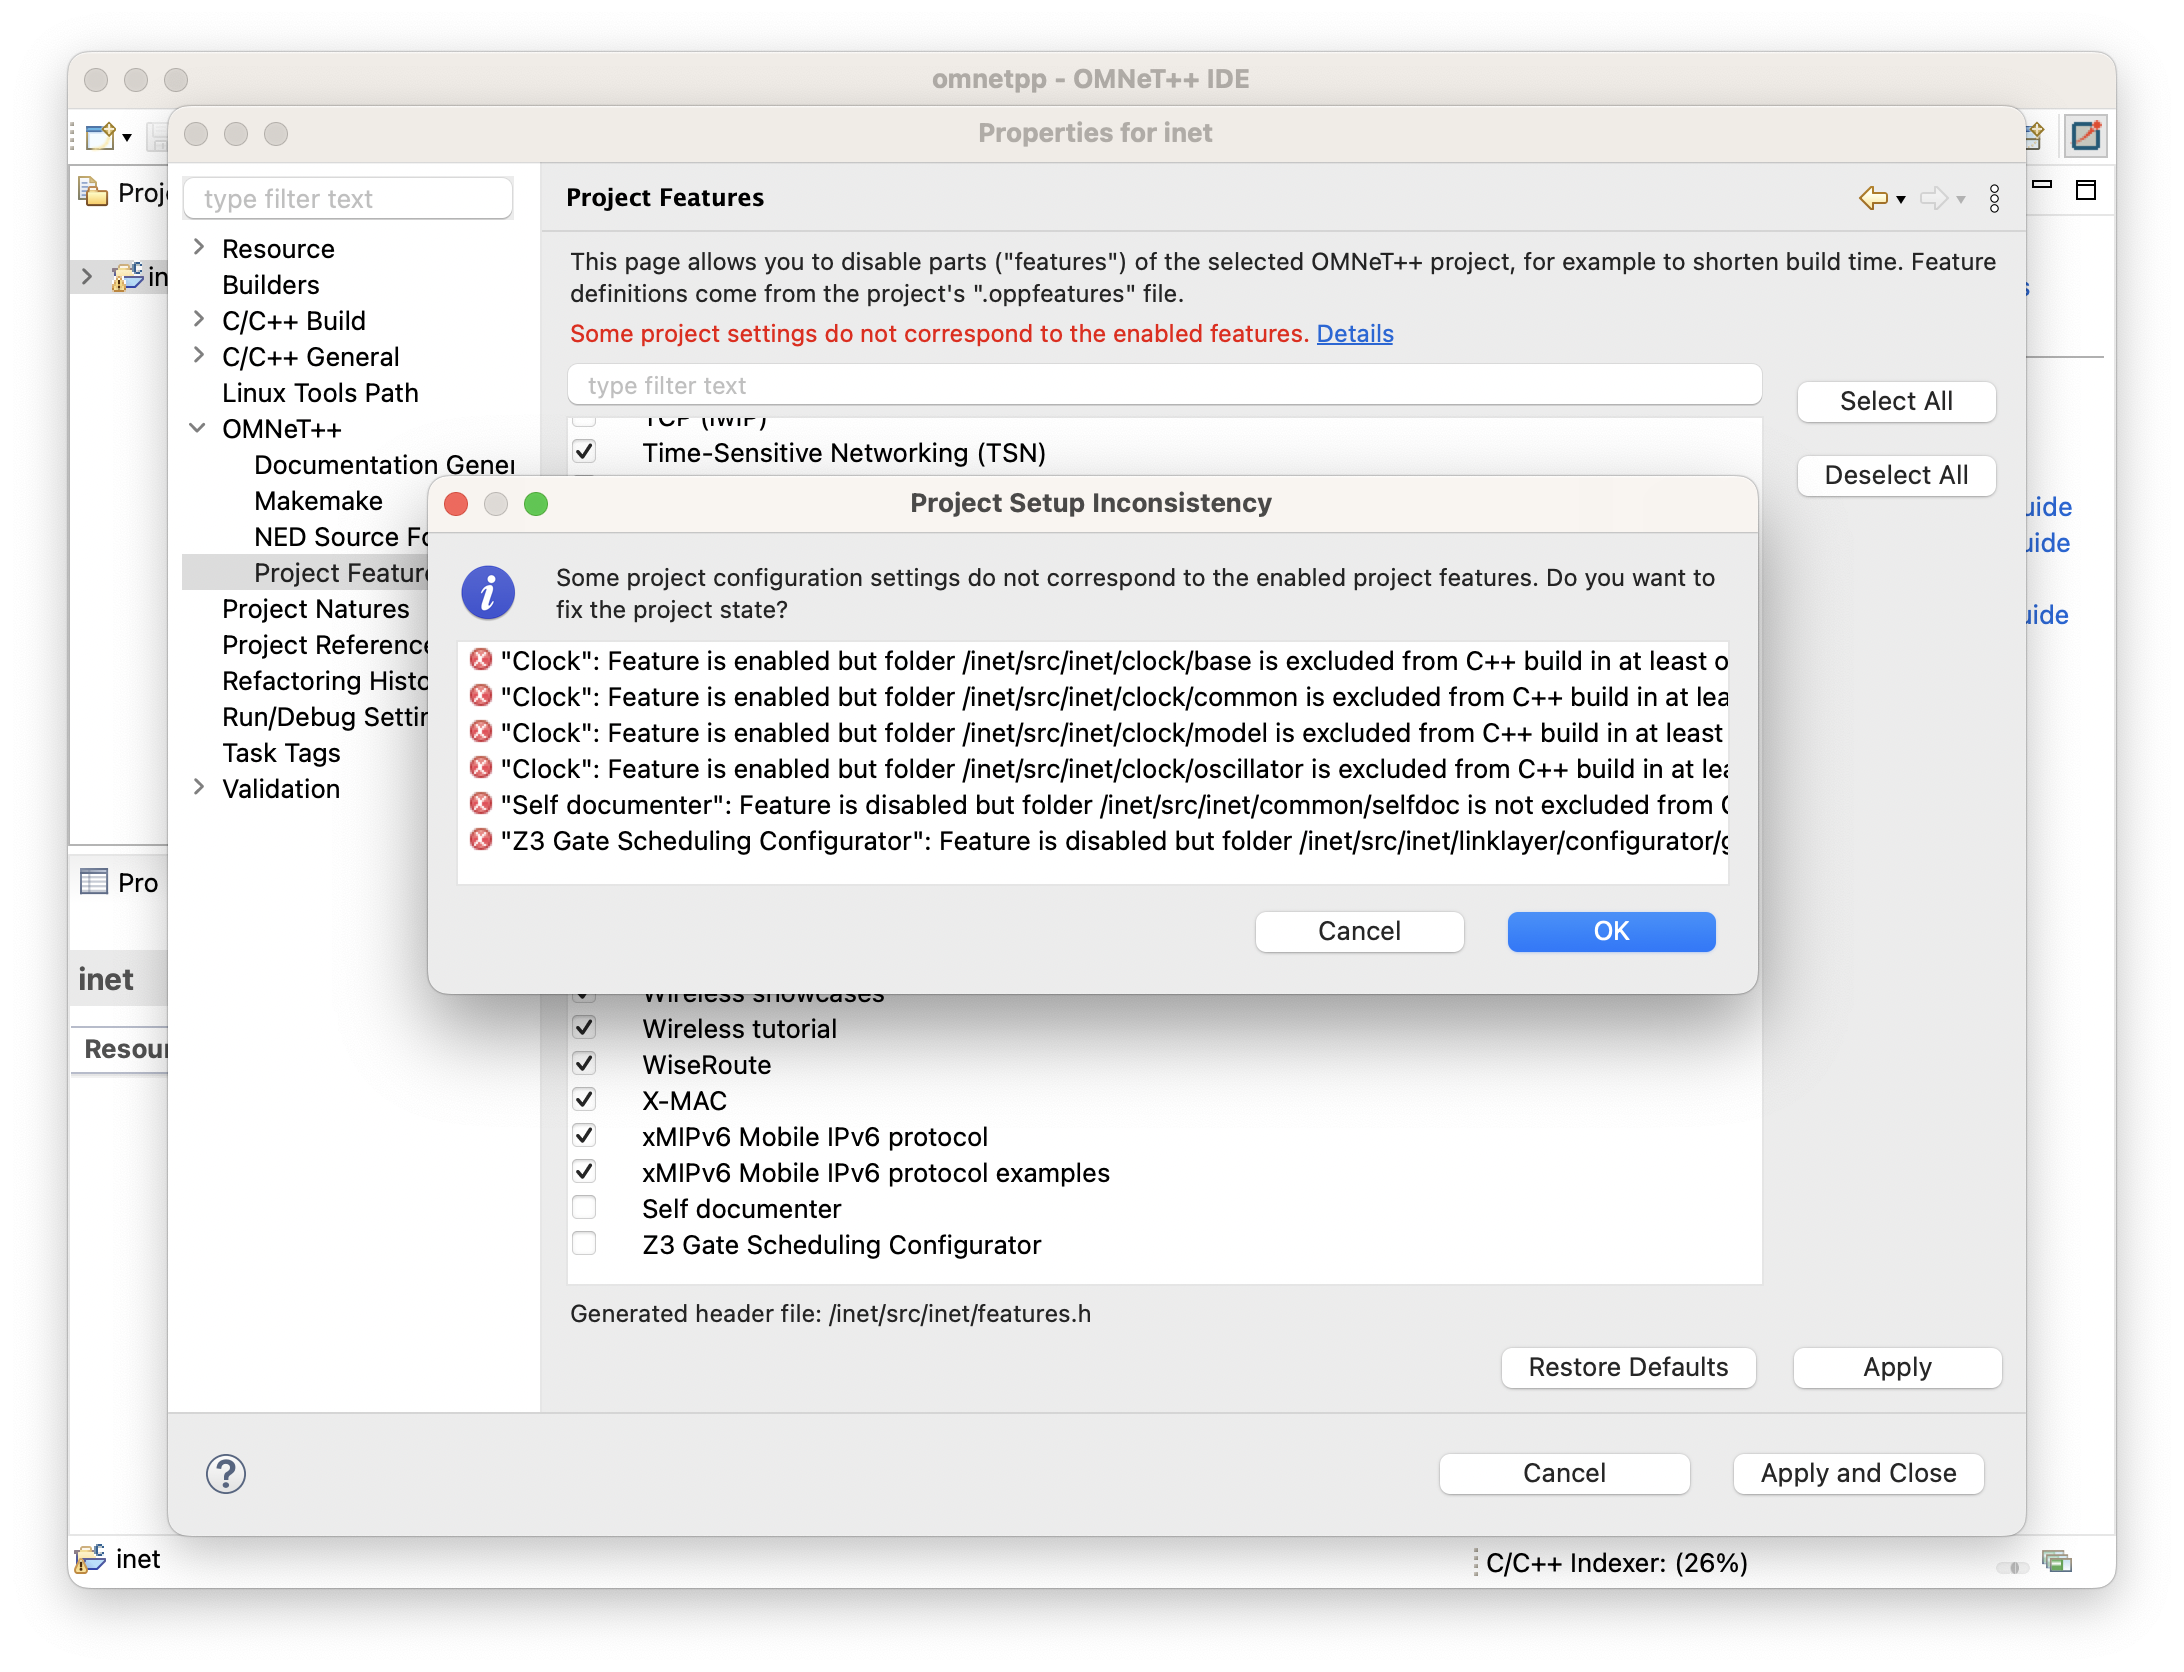 omnetpp - OMNeT++ IDE
Properties for inet
type filter text
Resource
Builders
C/C++ Build
C/C++ General
Linux Tools Path
OMNeT++
Documentation Gener
Makemake
NED Source Fo
Project Feature
Project Natures
Project Reference
Refactoring Histo
Run/Debug Settin
Task Tags
Validation
Project Features
This page allows you to disable parts ("features") of the selected OMNeT++ project, for example to shorten build time. Feature
definitions come from the project's ".oppfeatures" file.
Some project settings do not correspond to the enabled features. Details
type filter text
Select All
Deselect All
TCP (lwIP)
Time-Sensitive Networking (TSN)
Project Setup Inconsistency
Some project configuration settings do not correspond to the enabled project features. Do you want to
fix the project state?
"Clock": Feature is enabled but folder /inet/src/inet/clock/base is excluded from C++ build in at least o
"Clock": Feature is enabled but folder /inet/src/inet/clock/common is excluded from C++ build in at lea
"Clock": Feature is enabled but folder /inet/src/inet/clock/model is excluded from C++ build in at least
"Clock": Feature is enabled but folder /inet/src/inet/clock/oscillator is excluded from C++ build in at lea
"Self documenter": Feature is disabled but folder /inet/src/inet/common/selfdoc is not excluded from C
"Z3 Gate Scheduling Configurator": Feature is disabled but folder /inet/src/inet/linklayer/configurator/g
Cancel
OK
Wireless showcases
Wireless tutorial
WiseRoute
X-MAC
xMIPv6 Mobile IPv6 protocol
xMIPv6 Mobile IPv6 protocol examples
Self documenter
Z3 Gate Scheduling Configurator
Generated header file: /inet/src/inet/features.h
Restore Defaults
Apply
Cancel
Apply and Close
Proj
in
Pro
inet
Resour
uide
uide
uide
inet
C/C++ Indexer: (26%)